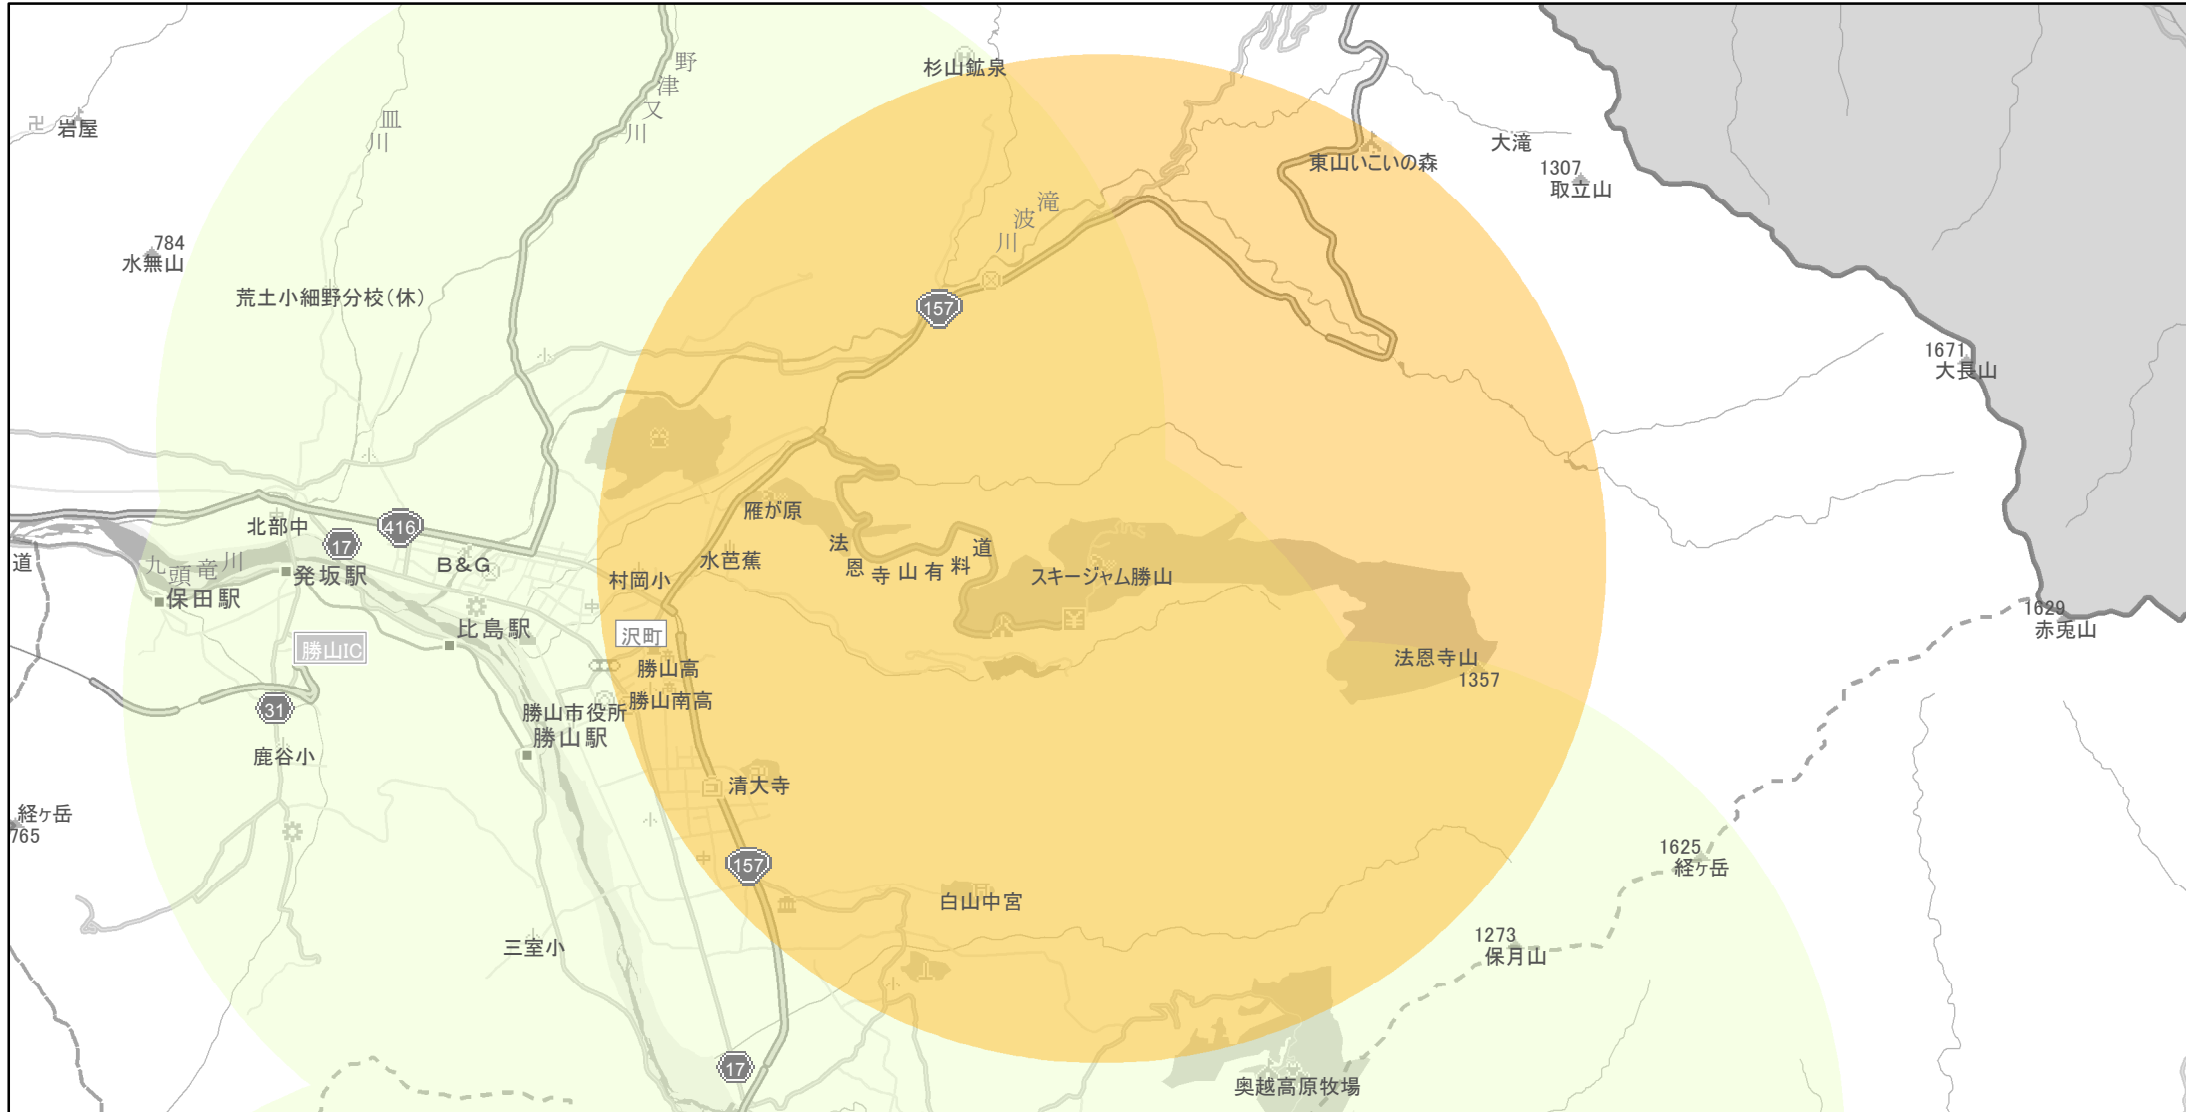 杉山鉱泉
野津又川
皿川
岩屋
大滝
東山いこいの森
1307
取立山
滝波川
784
水無山
荒土小細野分校(休)
157
1671
大長山
雁が原
北部中
416
17
道
九頭竜川
B&G
発坂駅
水芭蕉
法恩寺山有料道
スキージャム勝山
村岡小
保田駅
1629
赤兎山
比島駅
沢町
勝山IC
勝山高
法恩寺山
1357
勝山南高
31
勝山市役所
勝山駅
鹿谷小
清大寺
経ヶ岳
765
1625
経ヶ岳
157
白山中宮
三室小
1273
保月山
17
奥越高原牧場